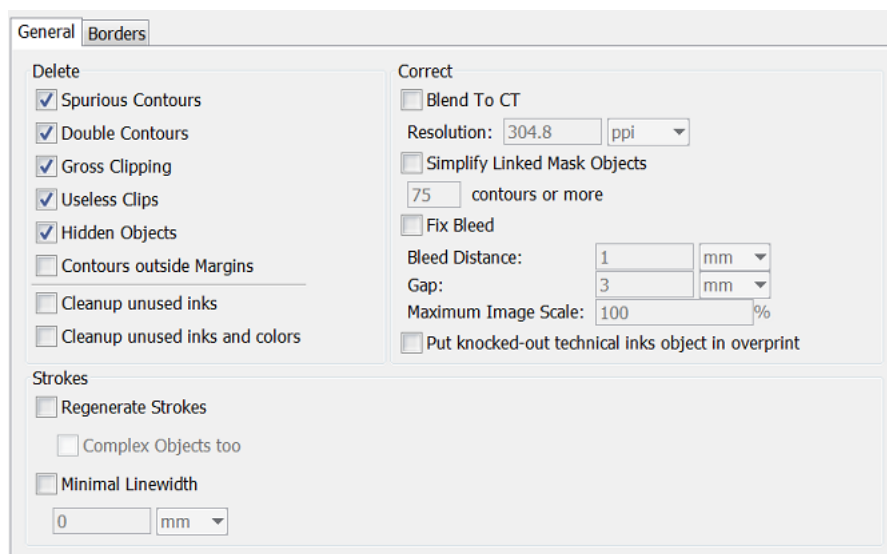 General Borders
Delete
Spurious Contours
Double Contours
Gross Clipping
Useless Clips
Hidden Objects
Contours outside Margins
Cleanup unused inks
Cleanup unused inks and colors
Correct
Blend To CT
Resolution: 304.8 ppi
Simplify Linked Mask Objects
75 contours or more
Fix Bleed
Bleed Distance: 1 mm
Gap: 3 mm
Maximum Image Scale: 100 %
Put knocked-out technical inks object in overprint
Strokes
Regenerate Strokes
Complex Objects too
Minimal Linewidth
0 mm